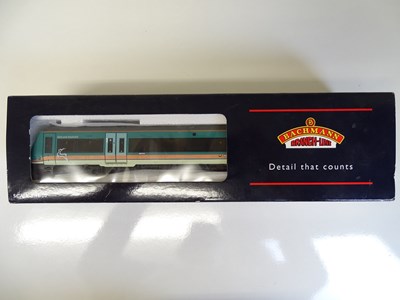 B
BACHMANN
BRANCH-LINE
Detail that counts